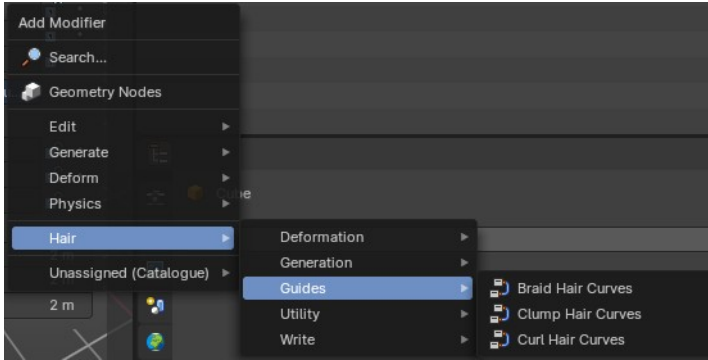 Add Modifier
Search...
Geometry Nodes
Edit
Generate
Deform
Physics
Cube
Hair
Deformation
Unassigned (Catalogue)
Generation
Guides
Braid Hair Curves
2 m
Utility
Clump Hair Curves
Write
Curl Hair Curves